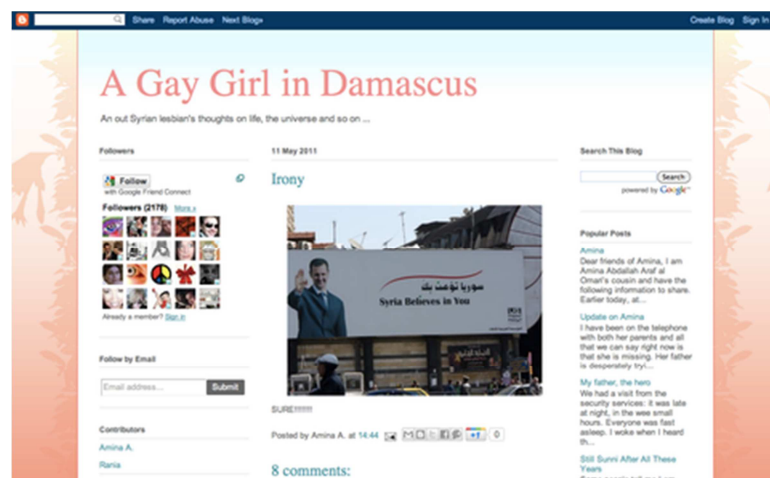 Share Report Abuse Next Blog»
Create Blog Sign In
A Gay Girl in Damascus
An out Syrian lesbian's thoughts on life, the universe and so on ...
Followers
Follow
with Google Friend Connect
Followers (2178) More »
Already a member? Sign in
Follow by Email
Email address...
Submit
Contributors
Amina A.
Rania
11 May 2011
Irony
سوريا تؤمن بك
Syria Believes in You
SURE!!!!!!!
Posted by Amina A. at 14:44
+1
0
8 comments:
Search This Blog
Search
powered by Google™
Popular Posts
Amina
Dear friends of Amina, I am
Amina Abdallah Araf al
Omari's cousin and have the
following information to share.
Earlier today, at...
Update on Amina
I have been on the telephone
with both her parents and all
that we can say right now is
that she is missing. Her father
is desperately tryi...
My father, the hero
We had a visit from the
security services: it was late
at night, in the wee small
hours. Everyone was fast
asleep. I woke when I heard
th...
Still Sunni After All These
Years